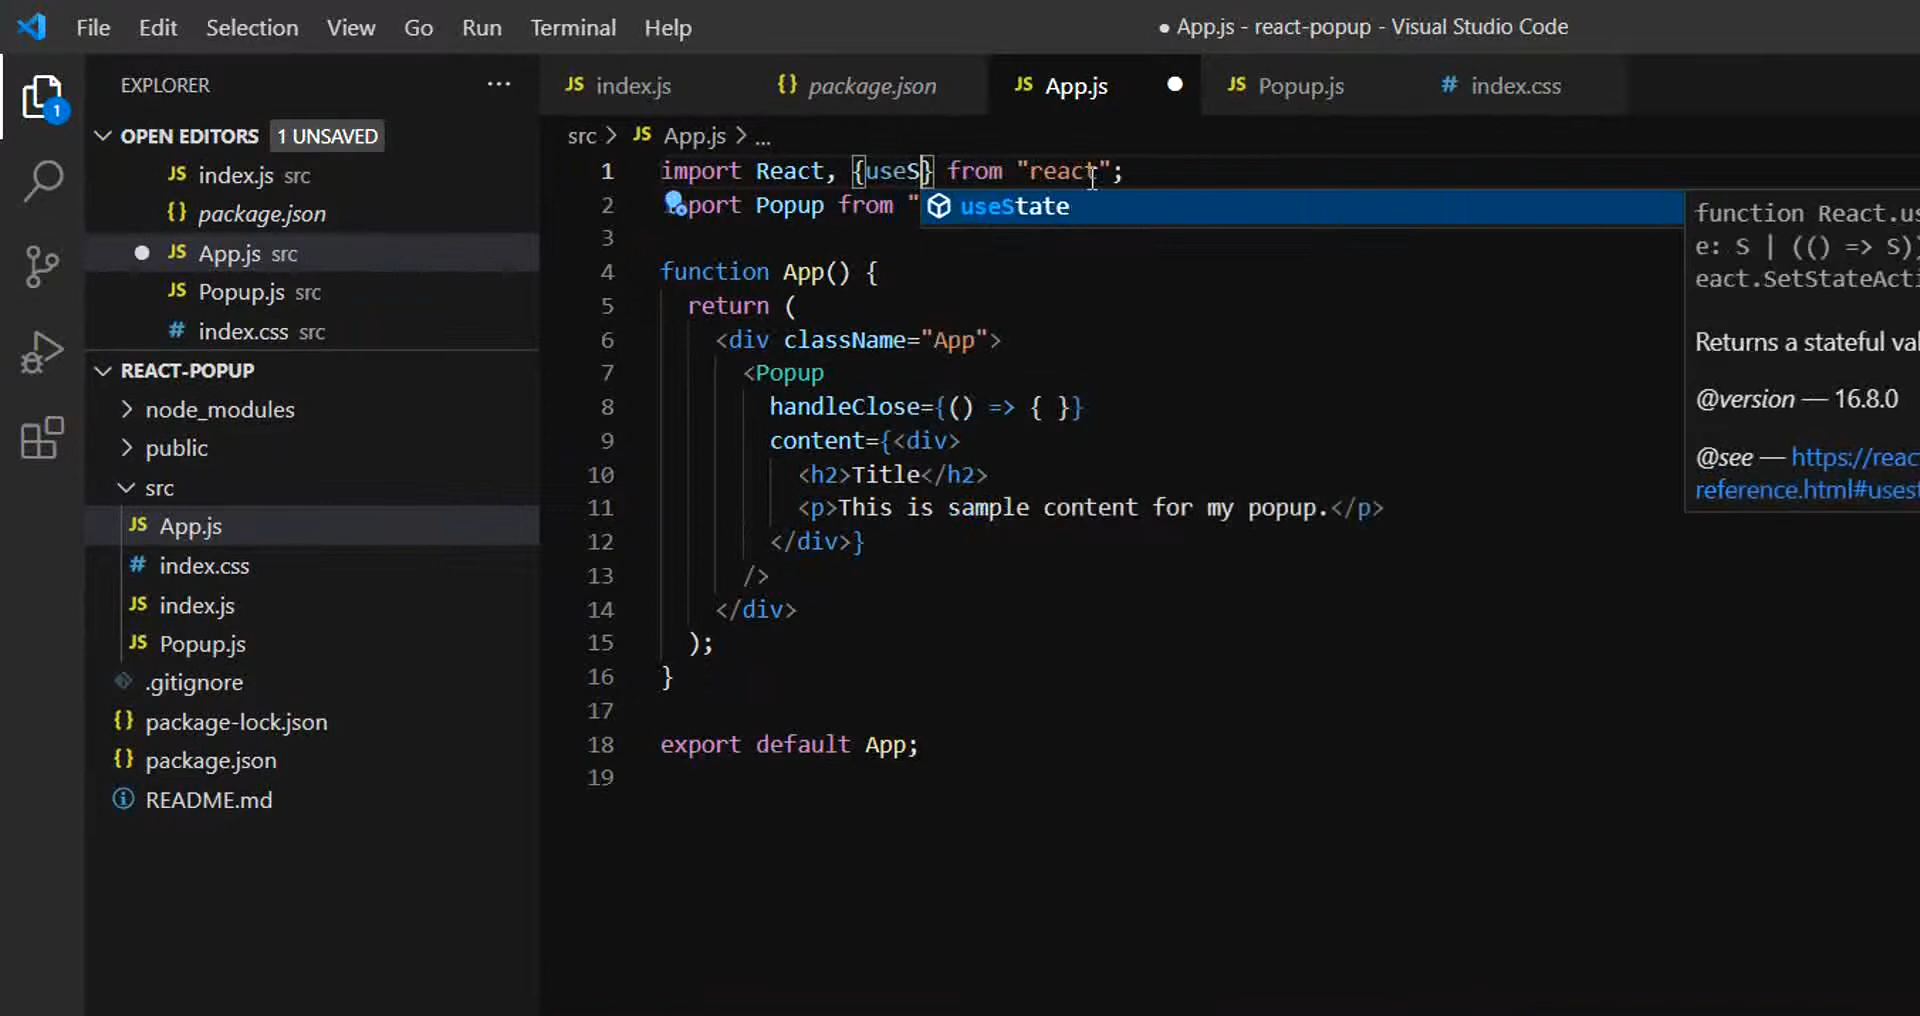 File Edit Selection View Go Run Terminal Help
● App.js - react-popup - Visual Studio Code
EXPLORER ...
OPEN EDITORS 1 UNSAVED
JS index.js src
{} package.json
● JS App.js src
JS Popup.js src
# index.css src
REACT-POPUP
node_modules
public
src
JS App.js
# index.css
JS index.js
JS Popup.js
.gitignore
{} package-lock.json
{} package.json
README.md
1
JS index.js {} package.json JS App.js ● JS Popup.js # index.css
src > JS App.js > ...
1 import React, {useS} from "react";
2 port Popup from "
useState
3
4 function App() {
5 return (
6 <div className="App">
7 <Popup
8 handleClose={() => { }}
9 content={<div>
10 <h2>Title</h2>
11 <p>This is sample content for my popup.</p>
12 </div>}
13 />
14 </div>
15 );
16 }
17
18 export default App;
19
function React.us
e: S | (() => S))
eact.SetStateActi
Returns a stateful val
@version — 16.8.0
@see — https://reac
reference.html#usest